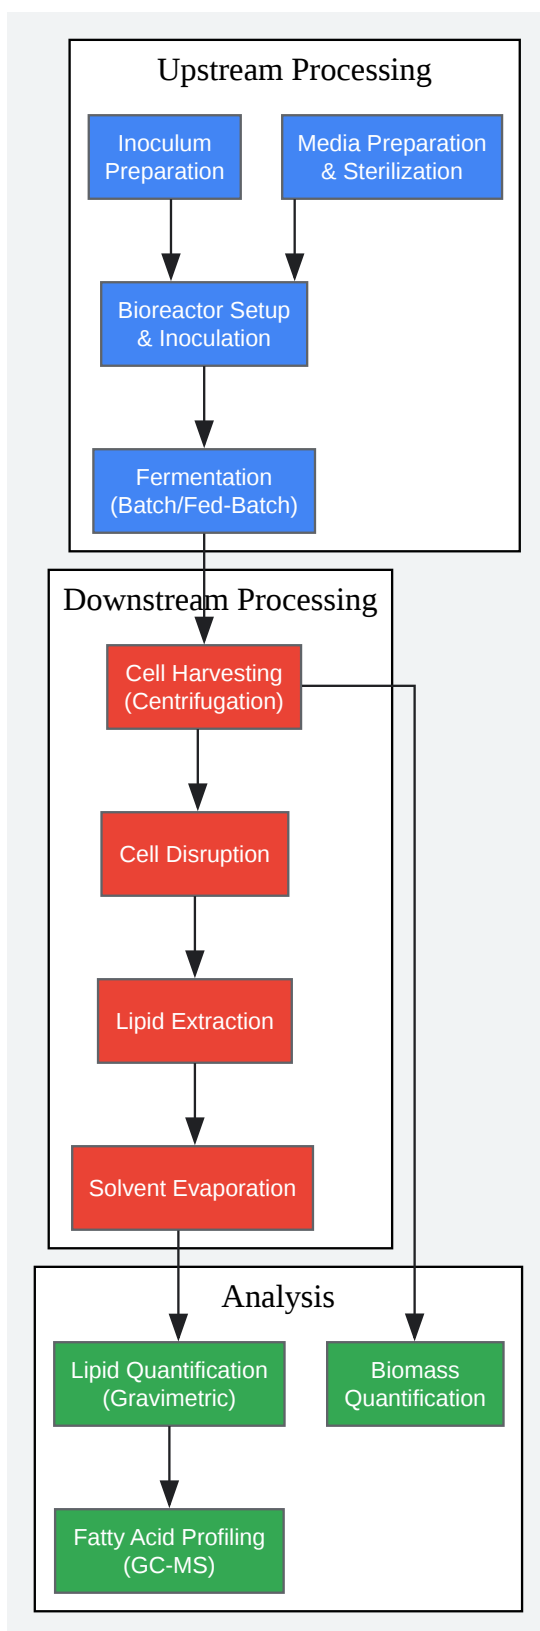 Upstream Processing
Inoculum
Preparation
Media Preparation
& Sterilization
Bioreactor Setup
& Inoculation
Fermentation
(Batch/Fed-Batch)
Downstream Processing
Cell Harvesting
(Centrifugation)
Cell Disruption
Lipid Extraction
Solvent Evaporation
Analysis
Lipid Quantification
(Gravimetric)
Biomass
Quantification
Fatty Acid Profiling
(GC-MS)